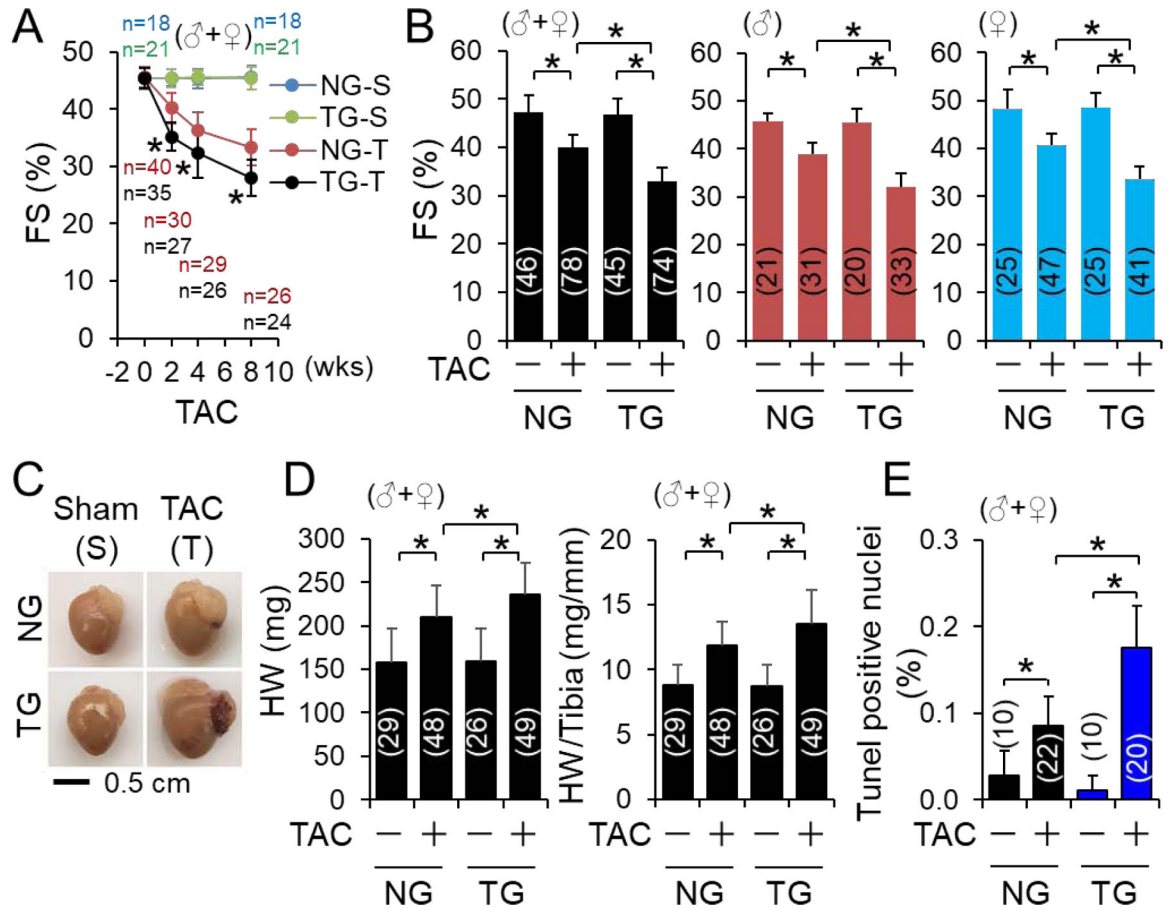 A
n=18 (♂+♀) n=18
n=21 n=21
50
40
30
20
10
0
FS (%)
NG-S
TG-S
NG-T
TG-T
*
*
*
n=40
n=35
n=30
n=27
n=29
n=26
n=26
n=24
-2 0 2 4 6 8 10 (wks)
TAC
B
(♂+♀)
60
50
40
30
20
10
0
FS (%)
*
* *
(46) (78) (45) (74)
TAC − + − +
NG TG
(♂)
60
50
40
30
20
10
0
*
* *
(21) (31) (20) (33)
− + − +
NG TG
(♀)
60
50
40
30
20
10
0
*
* *
(25) (47) (25) (41)
− + − +
NG TG
C
Sham TAC
(S) (T)
NG
TG
0.5 cm
D
(♂+♀)
300
250
200
150
100
50
0
HW (mg)
*
* *
(29) (48) (26) (49)
TAC − + − +
NG TG
(♂+♀)
20
15
10
5
0
HW/Tibia (mg/mm)
*
* *
(29) (48) (26) (49)
TAC − + − +
NG TG
E
(♂+♀)
0.3
0.2
0.1
0.0
Tunel positive nuclei
(%)
*
*
*
(10) (22) (10) (20)
TAC − + − +
NG TG